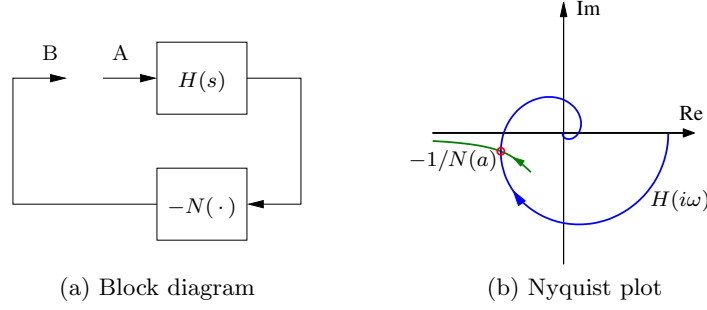 B
A
H(s)
−N( · )
(a) Block diagram
Im
Re
−1/N(a)
H(iω)
(b) Nyquist plot